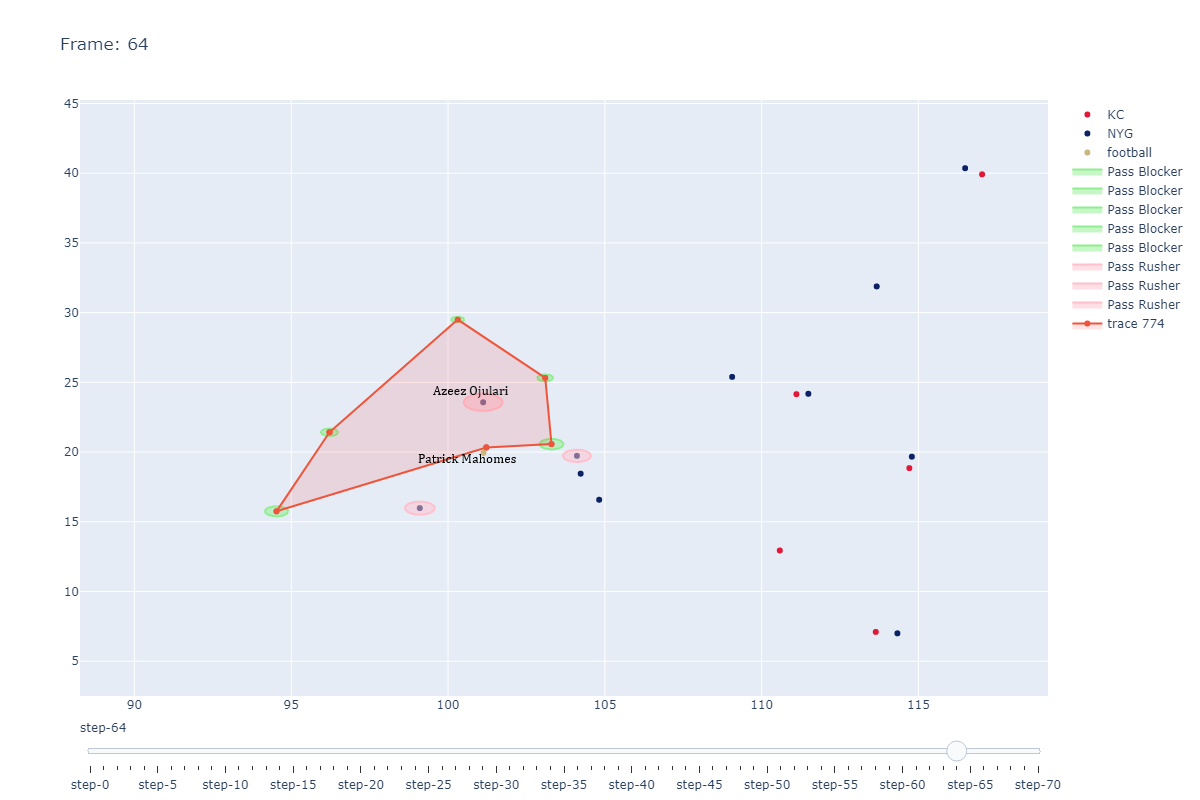 Frame: 64
45
40
35
30
25
20
15
10
5
90
95
100
105
110
115
Azeez Ojulari
Patrick Mahomes
KC
NYG
football
Pass Blocker
Pass Blocker
Pass Blocker
Pass Blocker
Pass Blocker
Pass Rusher
Pass Rusher
Pass Rusher
trace 774
step-64
step-0
step-5
step-10
step-15
step-20
step-25
step-30
step-35
step-40
step-45
step-50
step-55
step-60
step-65
step-70